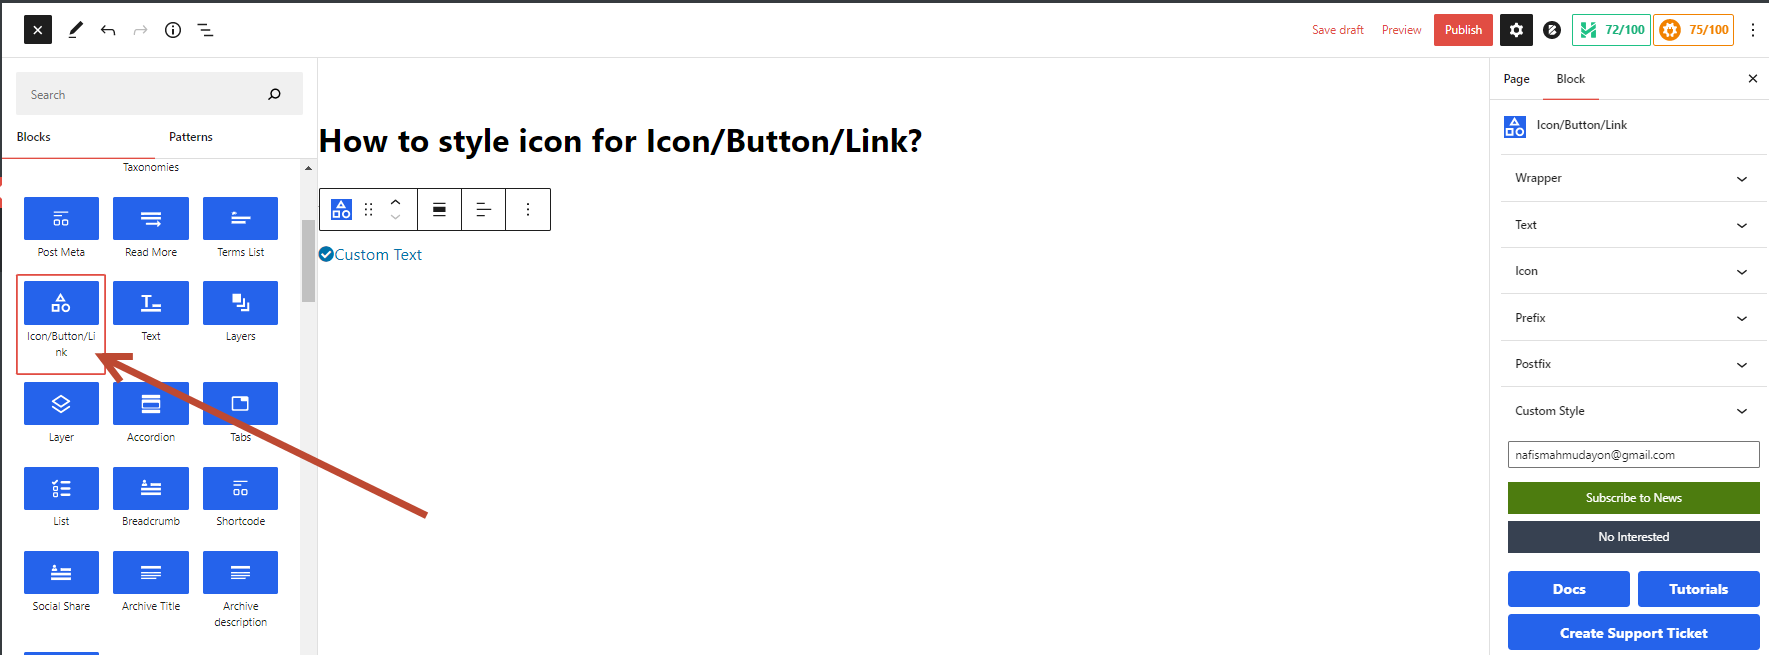 Save draft
Preview
Publish
72/100
75/100
Search
Blocks
Patterns
Taxonomies
Post Meta
Read More
Terms List
Icon/Button/Li
nk
Text
Layers
Layer
Accordion
Tabs
List
Breadcrumb
Shortcode
Social Share
Archive Title
Archive
description
How to style icon for Icon/Button/Link?
Custom Text
Page
Block
Icon/Button/Link
Wrapper
Text
Icon
Prefix
Postfix
Custom Style
nafismahmudayon@gmail.com
Subscribe to News
No Interested
Docs
Tutorials
Create Support Ticket